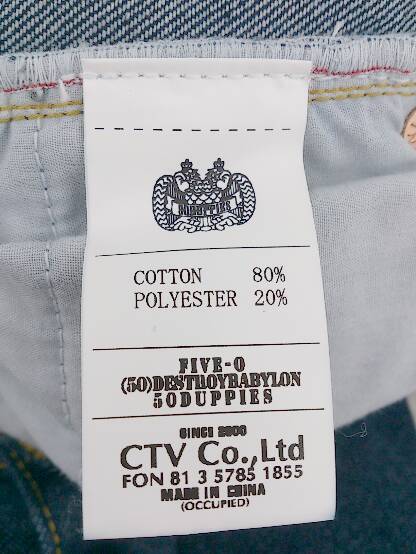 50DUPPIES
COTTON 80%
POLYESTER 20%
FIVE-O
(50)DESTROYBABYLON
50DUPPIES
SINCE 2000
CTV Co.,Ltd
FON 81 3 5785 1855
MADE IN CHINA
(OCCUPIED)